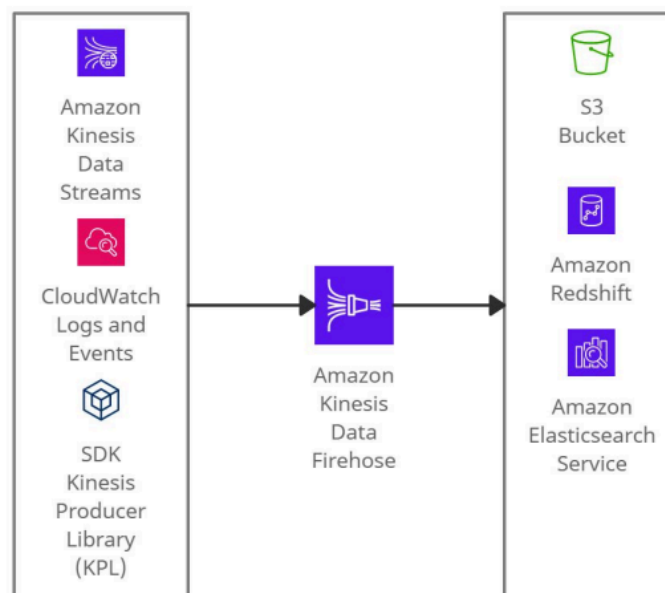 Amazon
Kinesis
Data
Streams
CloudWatch
Logs and
Events
SDK
Kinesis
Producer
Library
(KPL)
Amazon
Kinesis
Data
Firehose
S3
Bucket
Amazon
Redshift
Amazon
Elasticsearch
Service